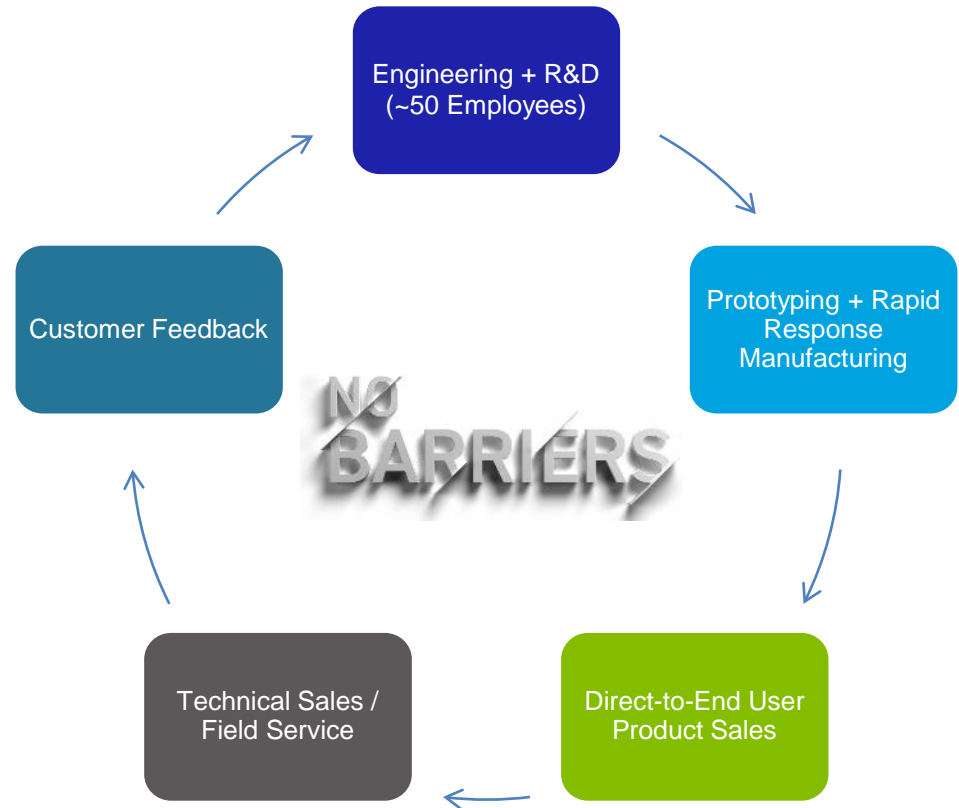 Engineering + R&D
(~50 Employees)
Customer Feedback
Prototyping + Rapid
Response
Manufacturing
NO
BARRIERS
Technical Sales /
Field Service
Direct-to-End User
Product Sales